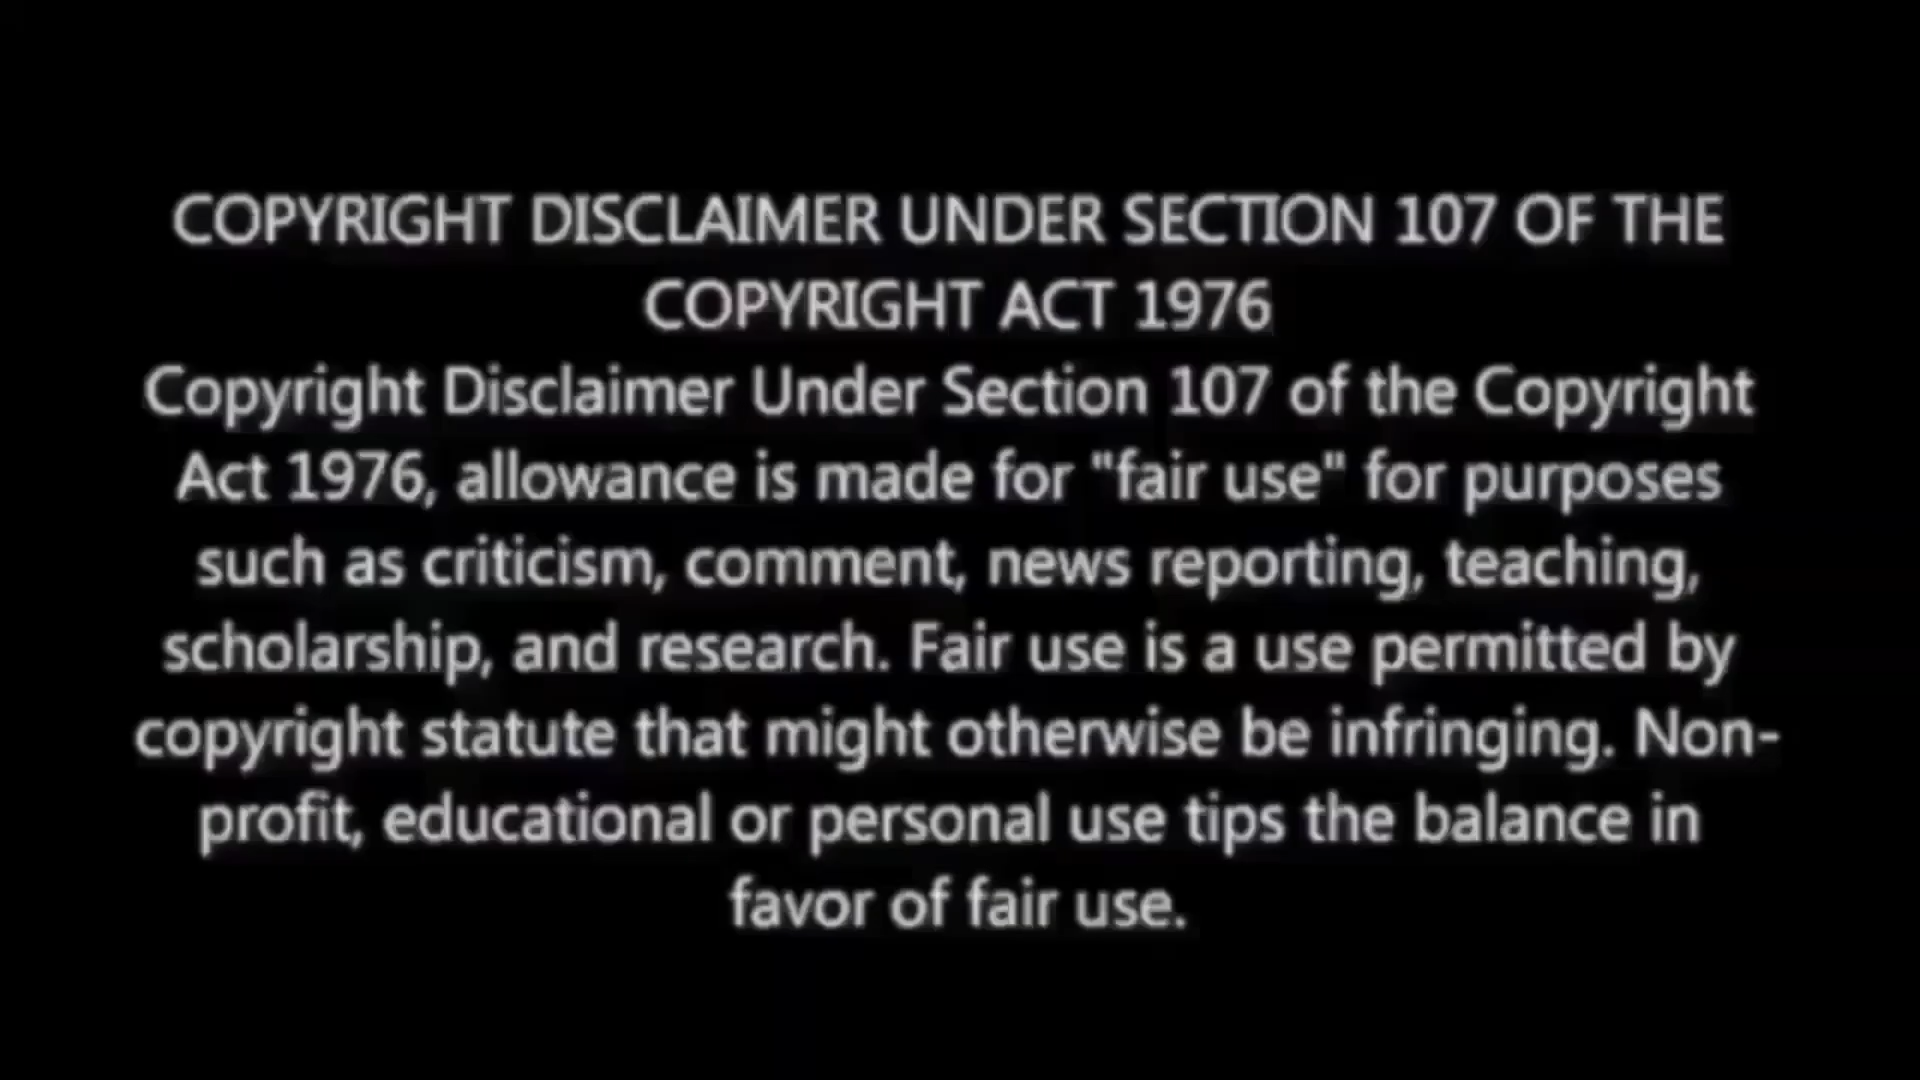 COPYRIGHT DISCLAIMER UNDER SECTION 107 OF THE
COPYRIGHT ACT 1976
Copyright Disclaimer Under Section 107 of the Copyright
Act 1976, allowance is made for "fair use" for purposes
such as criticism, comment, news reporting, teaching,
scholarship, and research. Fair use is a use permitted by
copyright statute that might otherwise be infringing. Non-
profit, educational or personal use tips the balance in
favor of fair use.